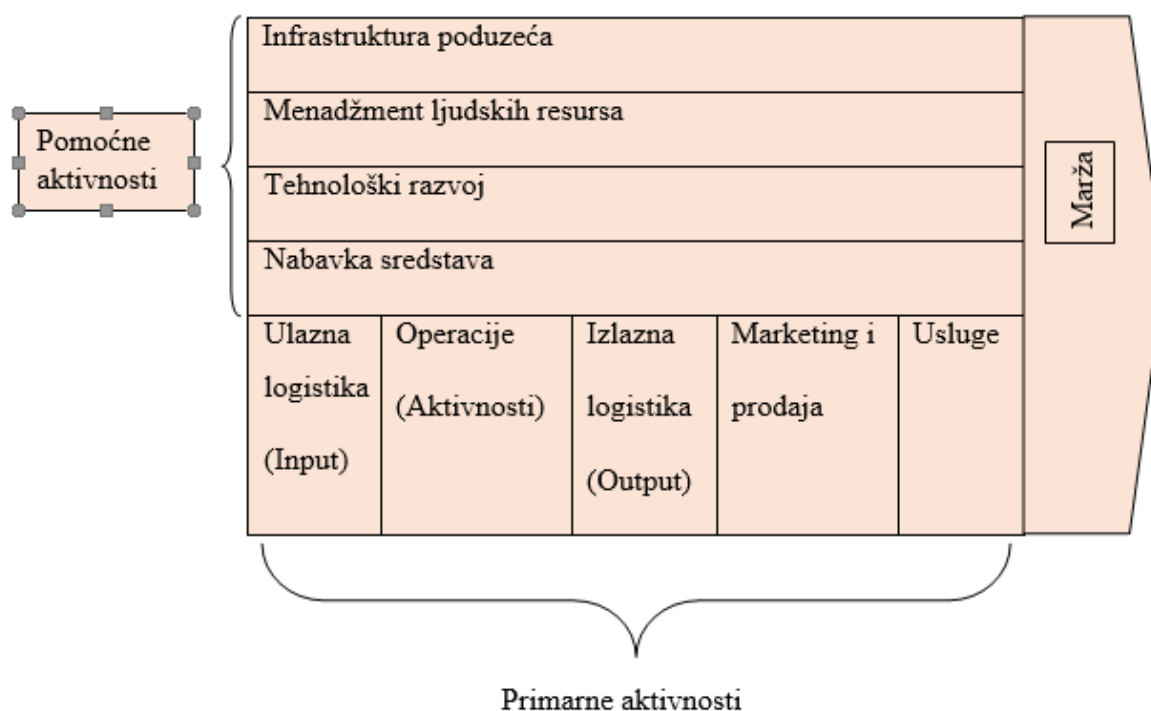 Infrastruktura poduzeća
Menadžment ljudskih resursa
Pomoćne
aktivnosti
Tehnološki razvoj
Marža
Nabavka sredstava
Ulazna
logistika
(Input)
Operacije
(Aktivnosti)
Izlazna
logistika
(Output)
Marketing i
prodaja
Usluge
Primarne aktivnosti